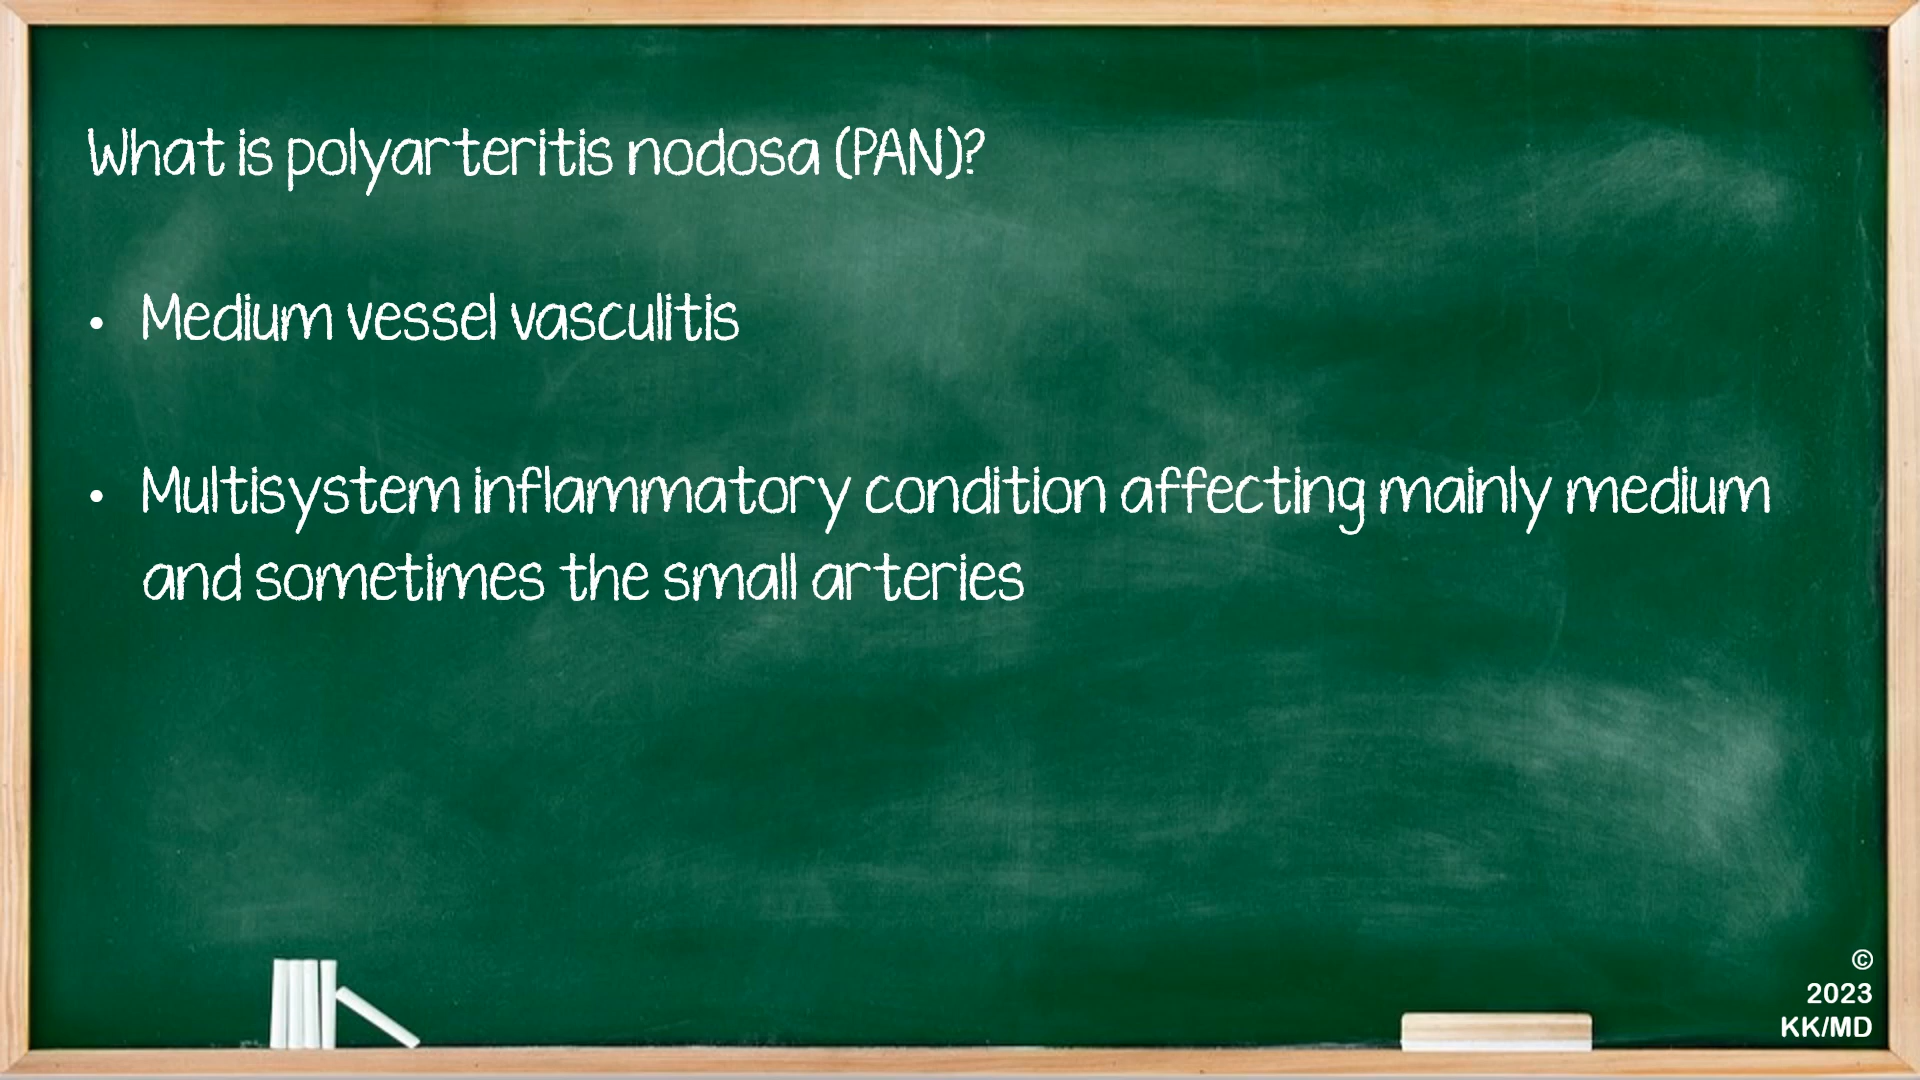 What is polyarteritis nodosa (PAN)?
• Medium vessel vasculitis
• Multisystem inflammatory condition affecting mainly medium
and sometimes the small arteries
©
2023
KK/MD